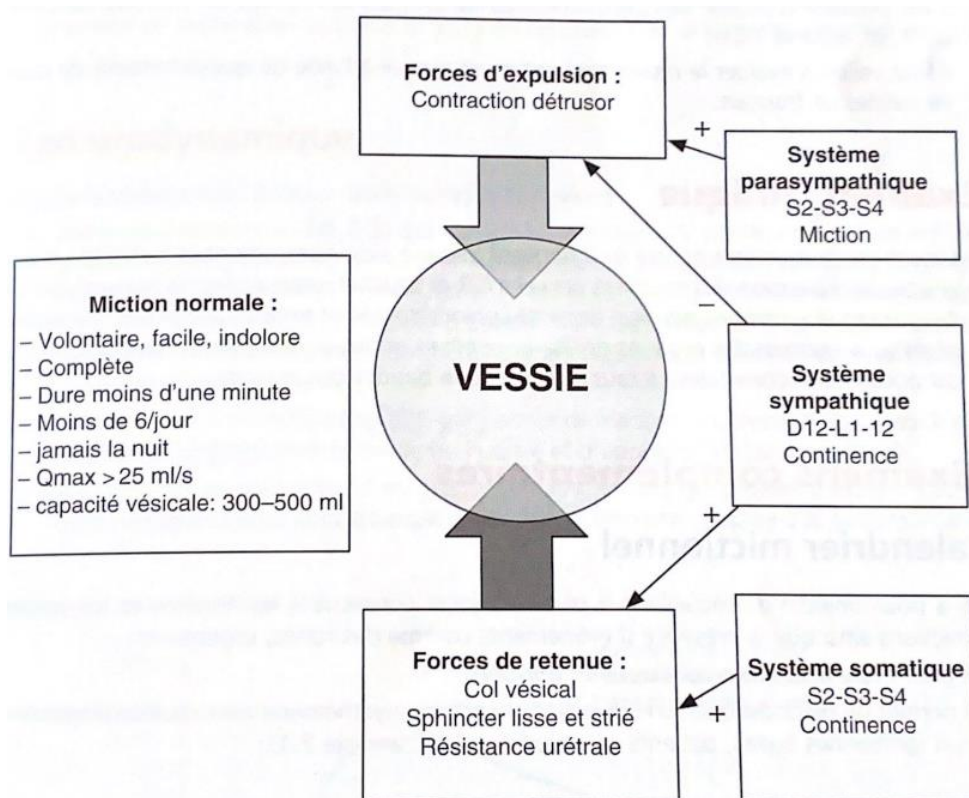 Forces d'expulsion :
Contraction détrusor
+
Système
parasympathique
S2-S3-S4
Miction
Miction normale :
– Volontaire, facile, indolore
– Complète
– Dure moins d'une minute
– Moins de 6/jour
– jamais la nuit
– Qmax > 25 ml/s
– capacité vésicale: 300–500 ml
VESSIE
Système
sympathique
D12-L1-12
Continence
+
Forces de retenue :
Col vésical
Sphincter lisse et strié
Résistance urétrale
+
Système somatique
S2-S3-S4
Continence